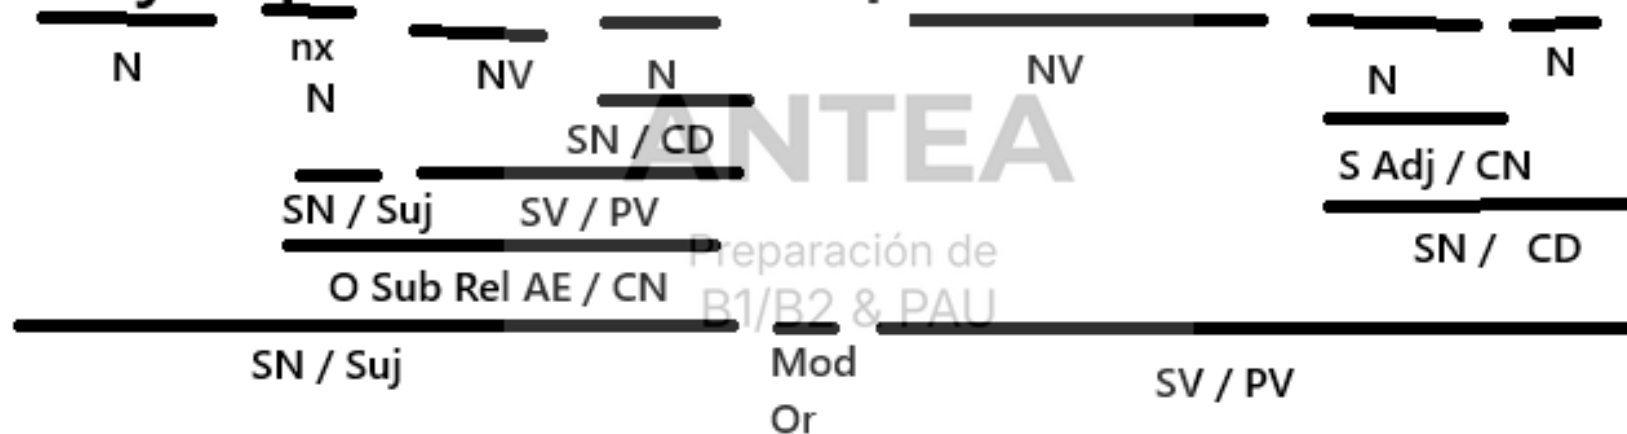 N nx NV N NV N N
N
ANTEA
SN / CD S Adj / CN
SN / Suj SV / PV
Preparación de SN / CD
O Sub Rel AE / CN B1/B2 & PAU
SN / Suj Mod SV / PV
Or